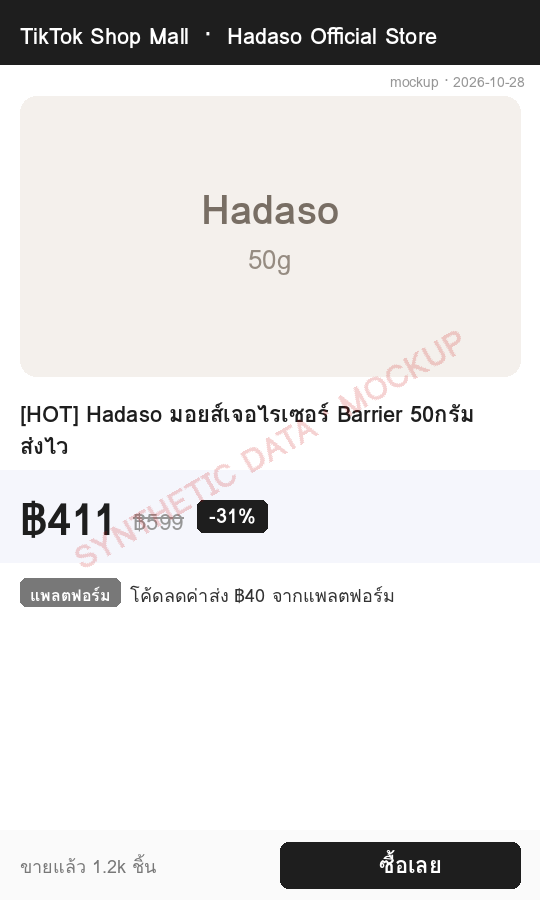 TikTok Shop Mall · Hadaso Official Store
mockup · 2026-10-28
Hadaso
50g
[HOT] Hadaso มอยส์เจอไรเซอร์ Barrier 50กรัม
ส่งไว
฿411 ฿599 -31%
SYNTHETIC DATA · MOCKUP
แพลตฟอร์ม โค้ดลดค่าส่ง ฿40 จากแพลตฟอร์ม
ขายแล้ว 1.2k ชิ้น ซื้อเลย